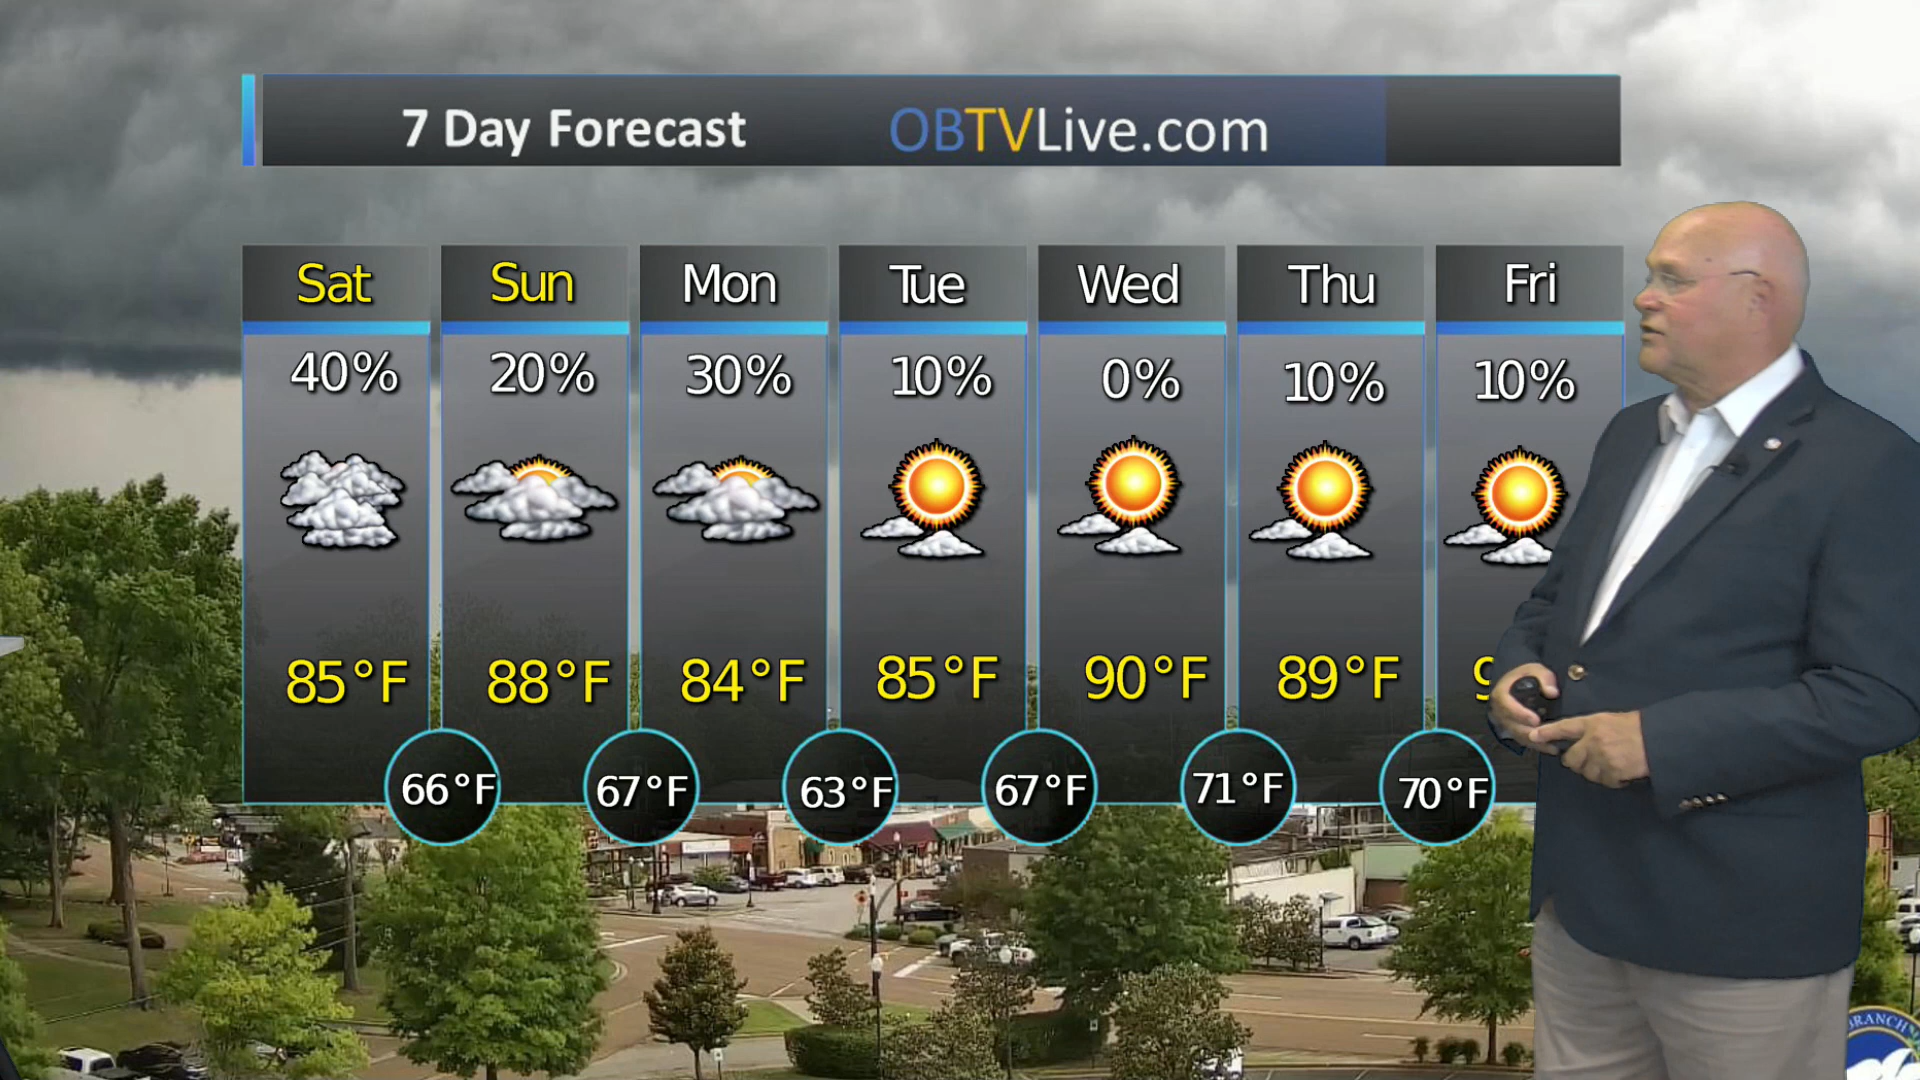 7 Day Forecast OBTVLive.com
Sat Sun Mon Tue Wed Thu Fri
40% 20% 30% 10% 0% 10% 10%
85°F 88°F 84°F 85°F 90°F 89°F
66°F 67°F 63°F 67°F 71°F 70°F
BRANCH